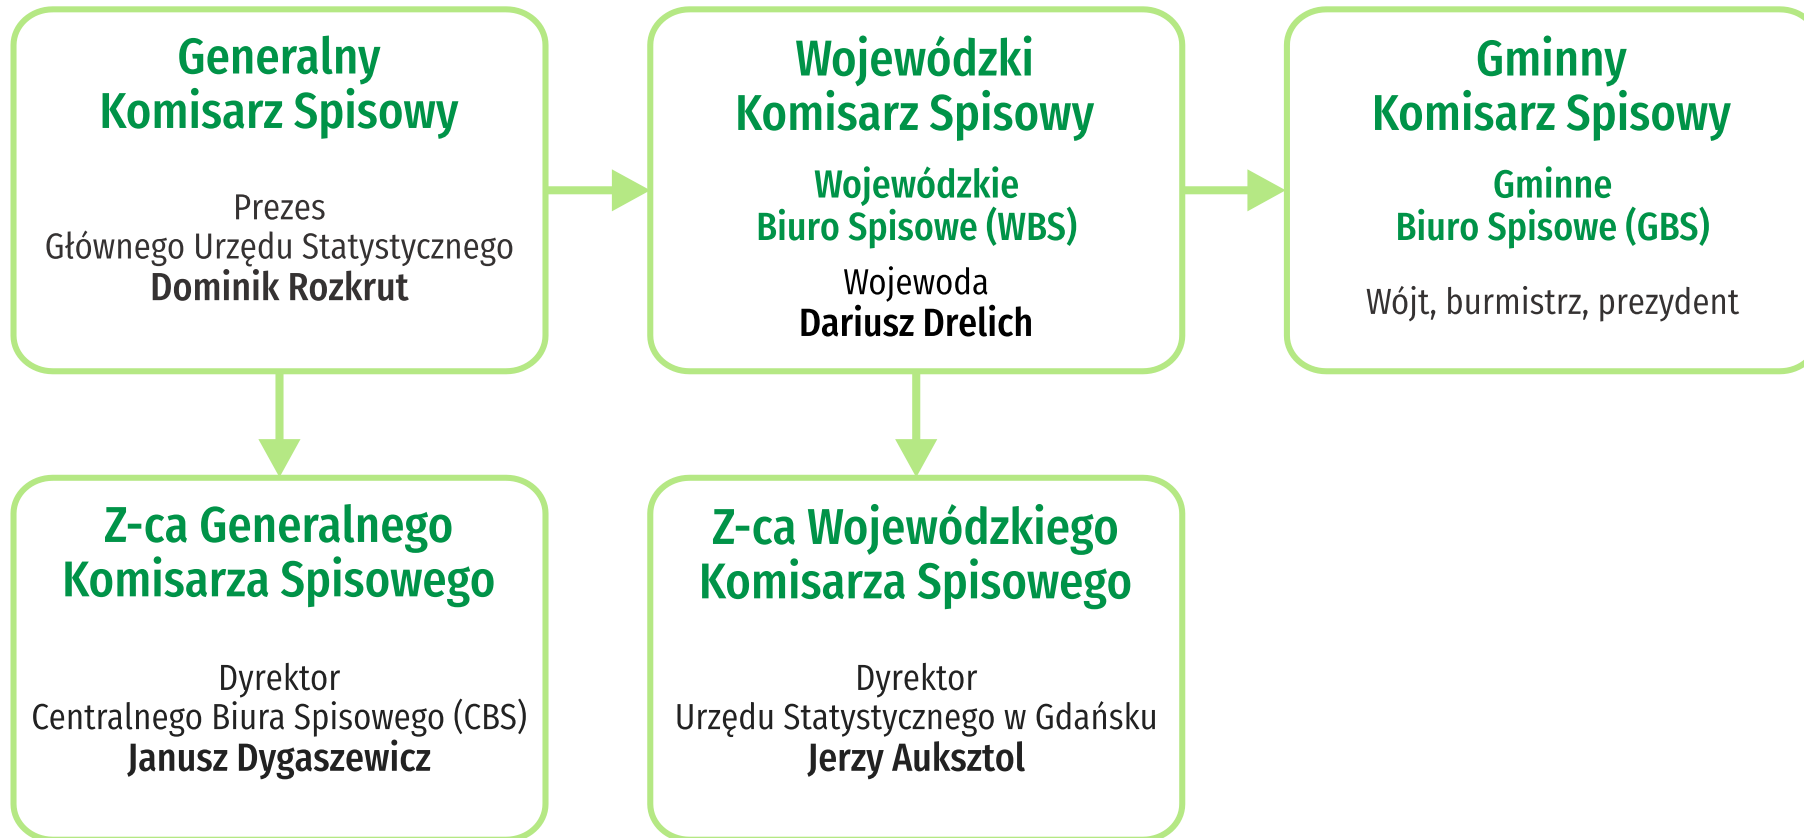 Generalny
Komisarz Spisowy
Prezes
Głównego Urzędu Statystycznego
Dominik Rozkrut
Wojewódzki
Komisarz Spisowy
Wojewódzkie
Biuro Spisowe (WBS)
Wojewoda
Dariusz Drelich
Gminny
Komisarz Spisowy
Gminne
Biuro Spisowe (GBS)
Wójt, burmistrz, prezydent
Z-ca Generalnego
Komisarza Spisowego
Dyrektor
Centralnego Biura Spisowego (CBS)
Janusz Dygaszewicz
Z-ca Wojewódzkiego
Komisarza Spisowego
Dyrektor
Urzędu Statystycznego w Gdańsku
Jerzy Auksztol